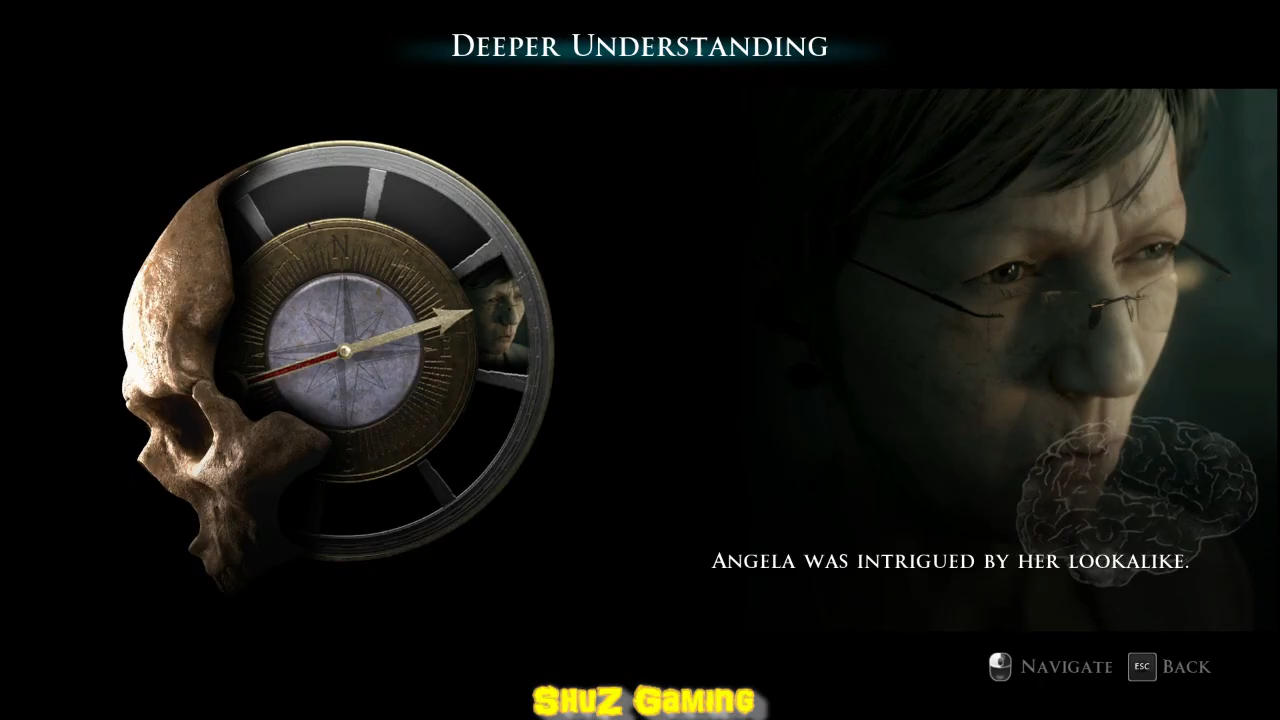 Deeper Understanding
N
Angela was intrigued by her lookalike.
Navigate
ESC
Back
ShuZ Gaming